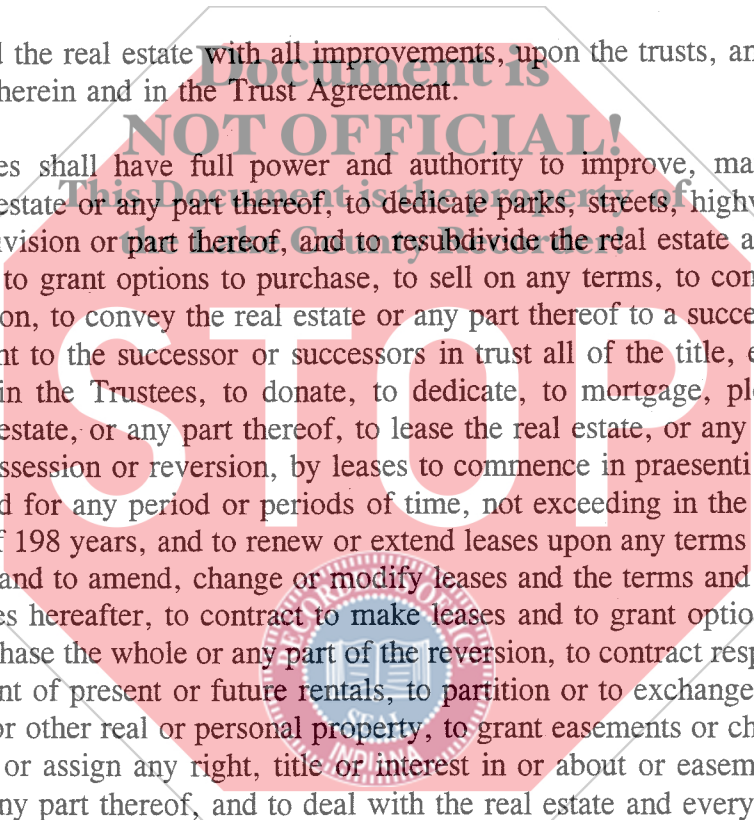 the real estate with all improvements, upon the trusts, an
herein and in the Trust Agreement.
es shall have full power and authority to improve, ma
estate or any part thereof, to dedicate parks, streets, highw
vision or part thereof, and to resubdivide the real estate a
to grant options to purchase, to sell on any terms, to con
on, to convey the real estate or any part thereof to a succe
nt to the successor or successors in trust all of the title, e
in the Trustees, to donate, to dedicate, to mortgage, ple
estate, or any part thereof, to lease the real estate, or any
ssession or reversion, by leases to commence in praesenti
d for any period or periods of time, not exceeding in the
f 198 years, and to renew or extend leases upon any terms
and to amend, change or modify leases and the terms and
es hereafter, to contract to make leases and to grant optio
hase the whole or any part of the reversion, to contract resp
nt of present or future rentals, to partition or to exchange
or other real or personal property, to grant easements or ch
or assign any right, title or interest in or about or easem
ny part thereof, and to deal with the real estate and every
Document is
NOT OFFICIAL!
This Document is the property of
the Lake County Recorder!
STOP
RECORDER'S OFFICE
SEAL
INDIANA